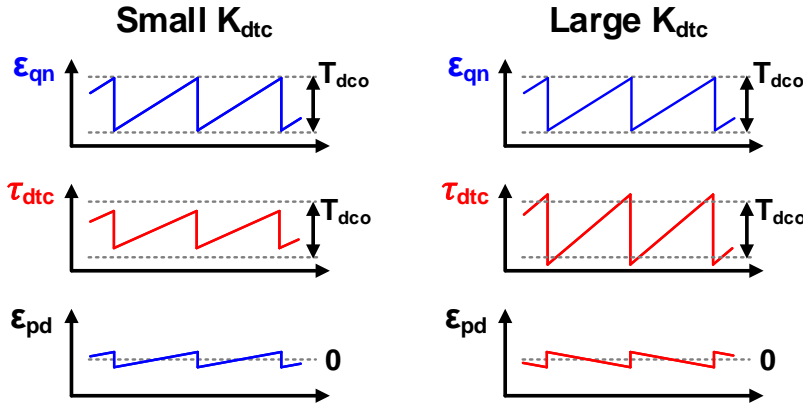 Small Kdtc
Large Kdtc
εqn
Tdco
εqn
Tdco
τdtc
Tdco
τdtc
Tdco
εpd
0
εpd
0